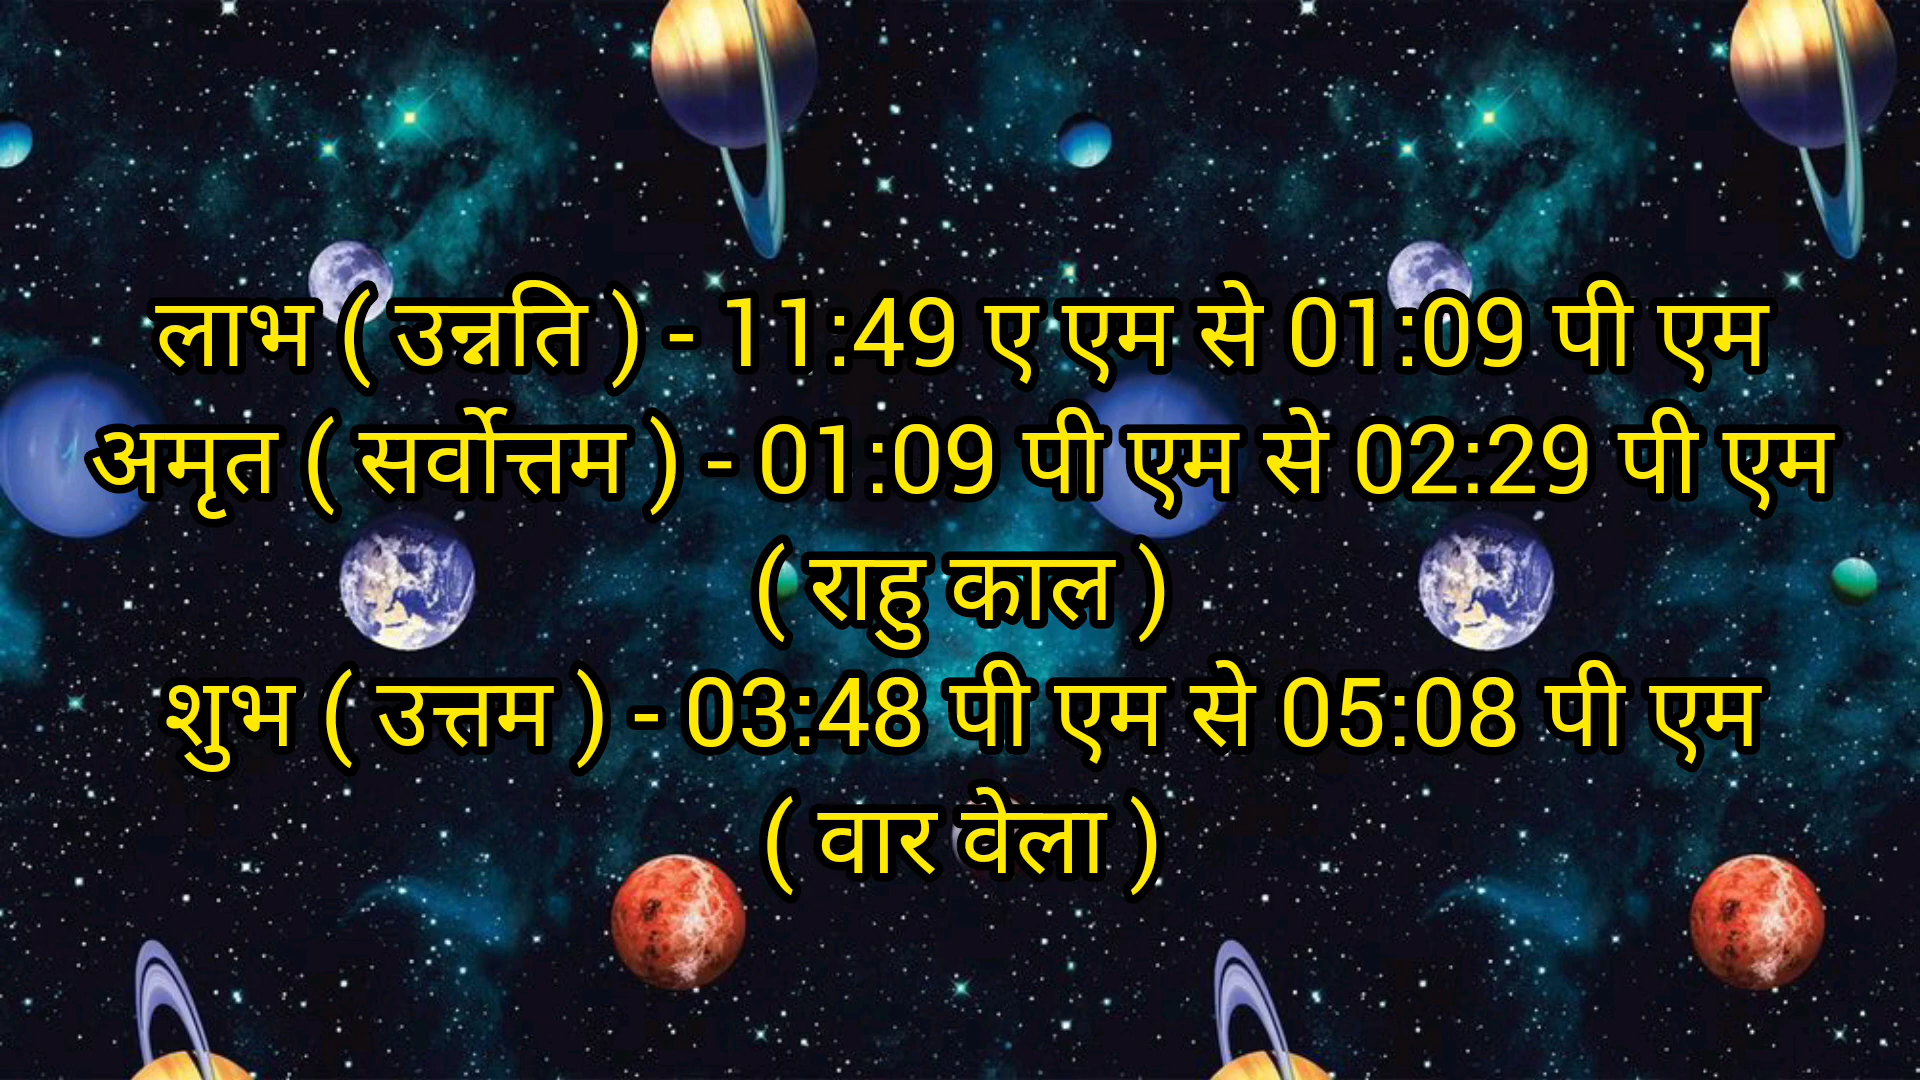 लाभ ( उन्नति ) - 11:49 ए एम से 01:09 पी एम
अमृत ( सर्वोत्तम ) - 01:09 पी एम से 02:29 पी एम
( राहु काल )
शुभ ( उत्तम ) - 03:48 पी एम से 05:08 पी एम
( वार वेला )